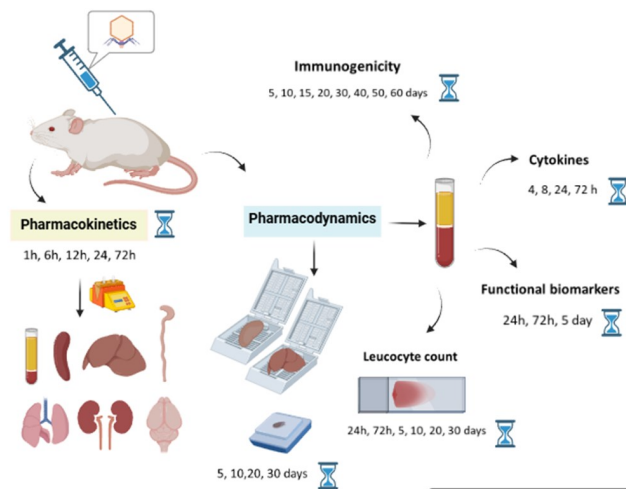 Immunogenicity
5, 10, 15, 20, 30, 40, 50, 60 days
Cytokines
4, 8, 24, 72 h
Pharmacokinetics
1h, 6h, 12h, 24, 72h
Pharmacodynamics
Functional biomarkers
24h, 72h, 5 day
Leucocyte count
24h, 72h, 5, 10, 20, 30 days
5, 10,20, 30 days